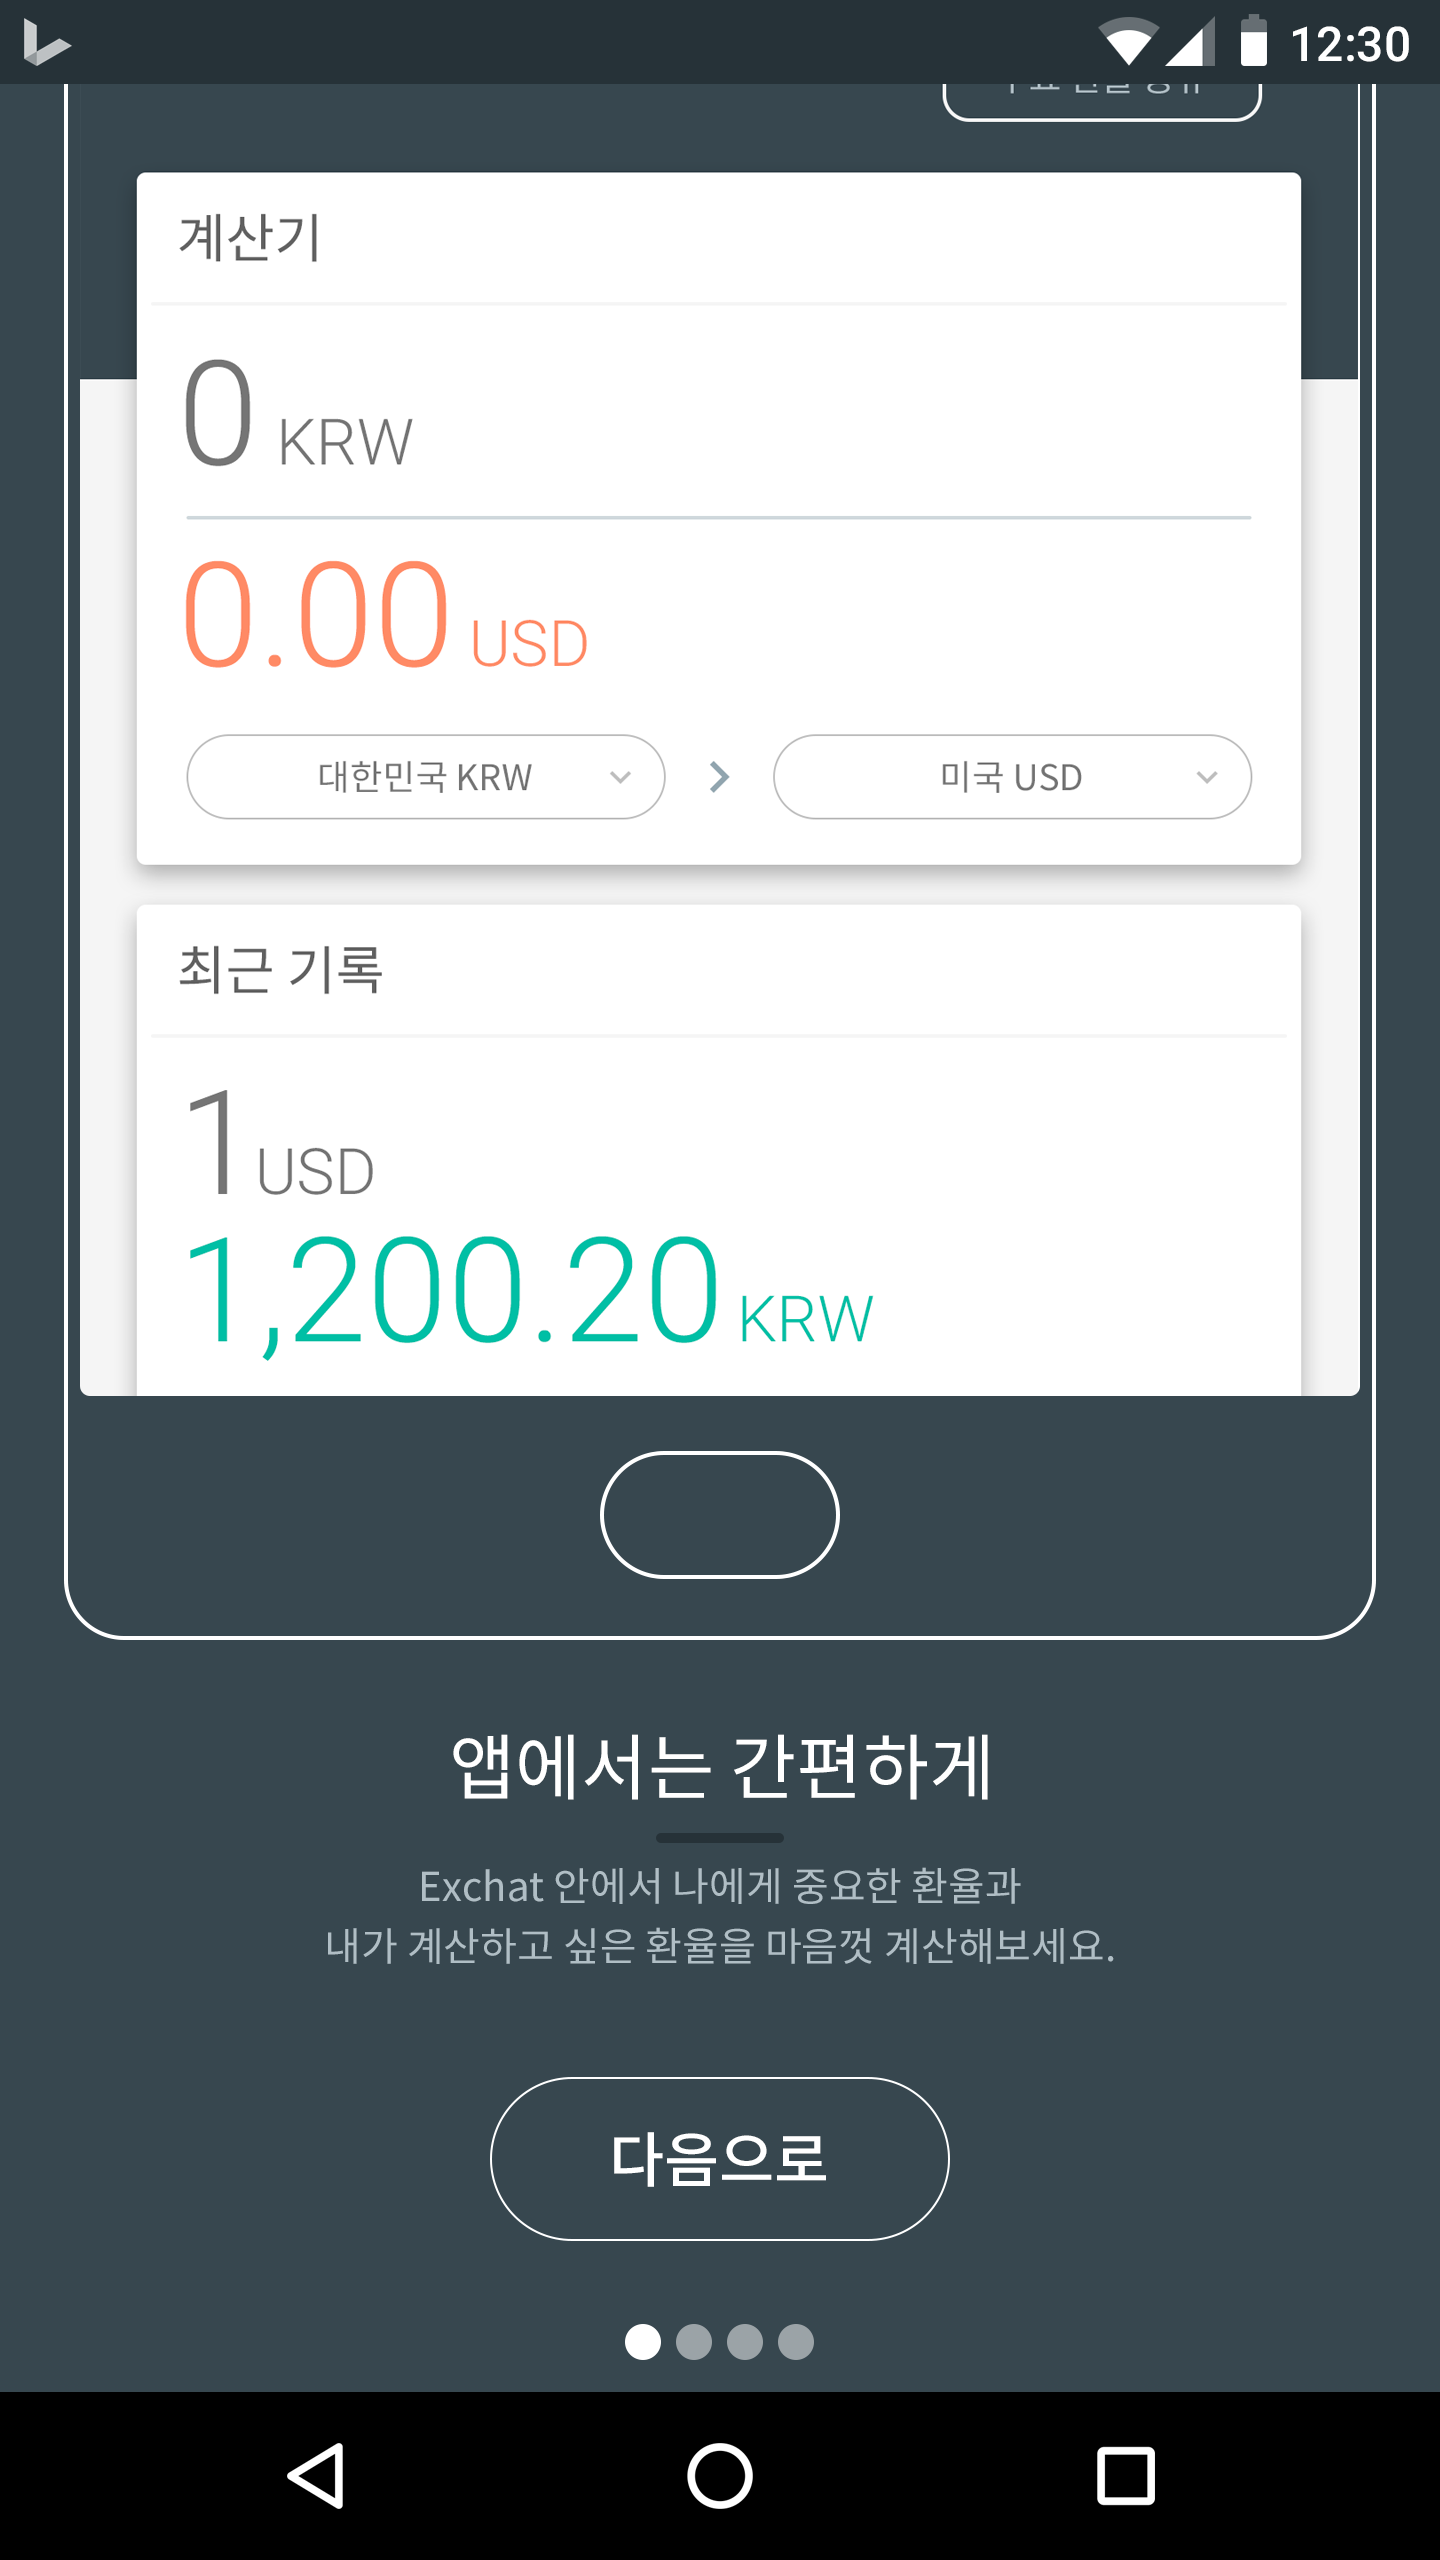 12:30
계산기
0 KRW
0.00 USD
대한민국 KRW
미국 USD
최근 기록
1 USD
1,200.20 KRW
앱에서는 간편하게
Exchat 안에서 나에게 중요한 환율과
내가 계산하고 싶은 환율을 마음껏 계산해보세요.
다음으로